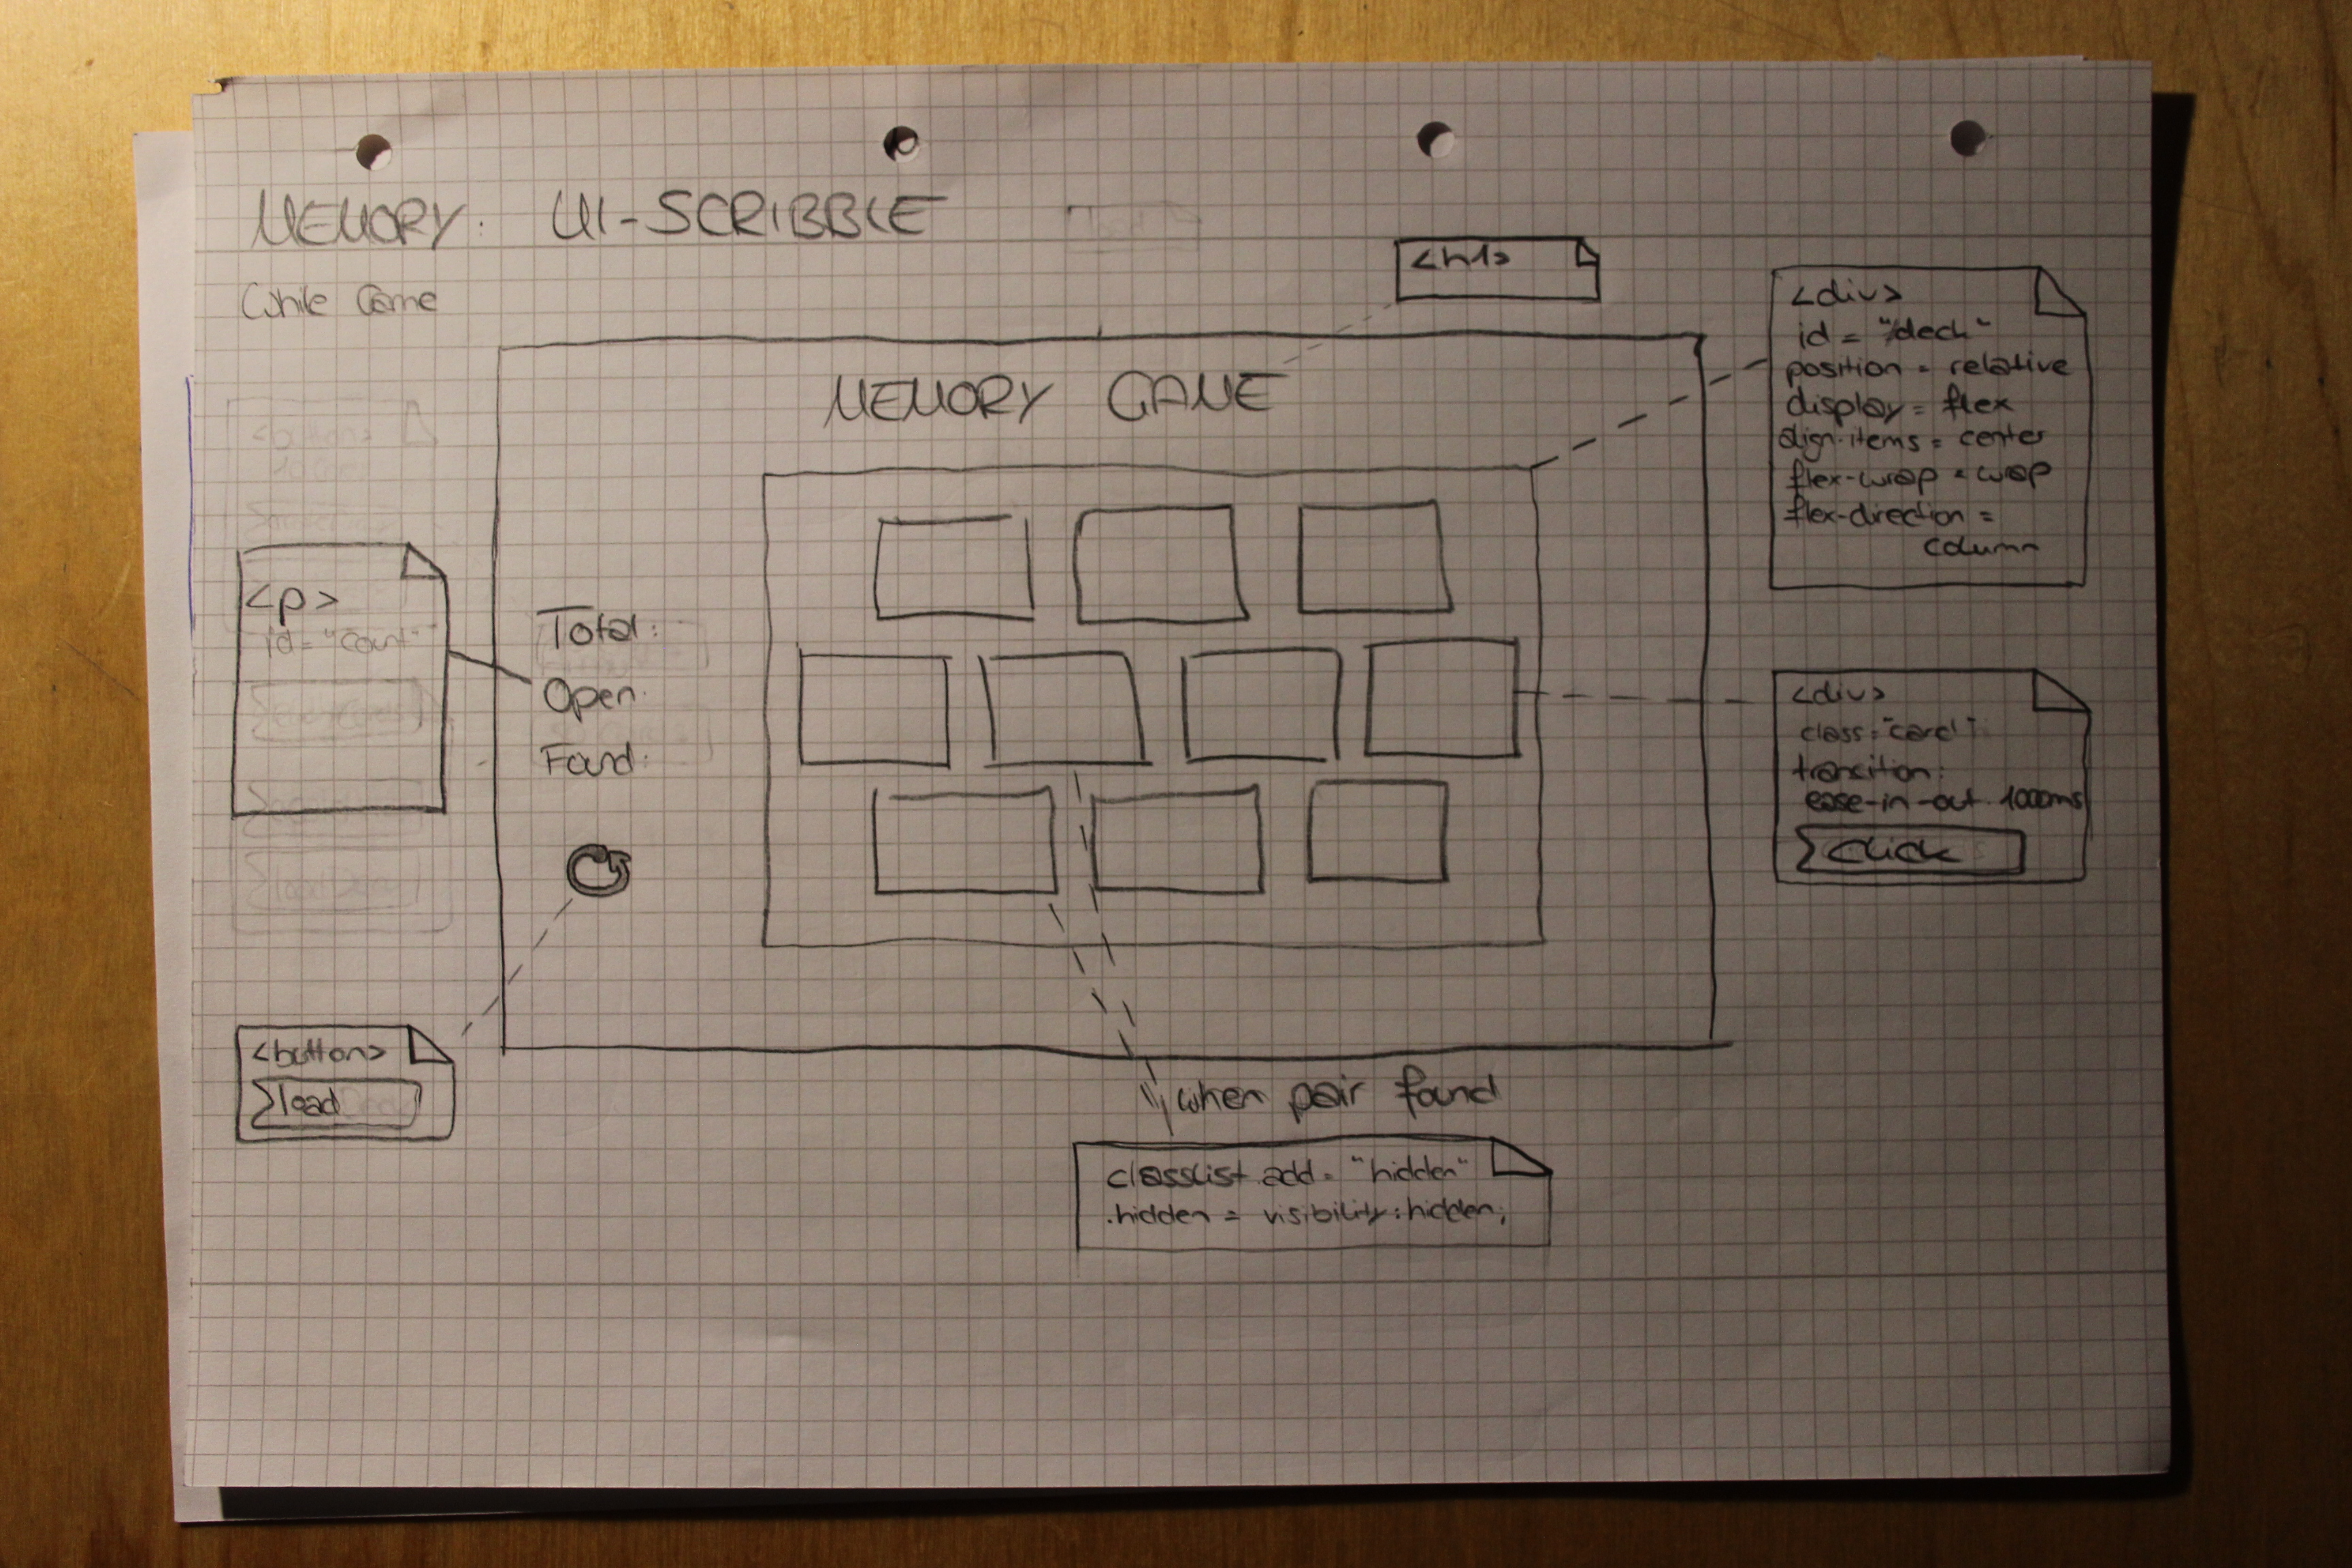 MEMORY: UI-SCRIBBLE
While Game
<h1>
MEMORY GAME
<div>
id = "deck"
position = relative
display = flex
align-items = center
flex-wrap = wrap
flex-direction =
column
<p>
id = "count"
Total:
Open:
Found:
<div>
class = "card"
transition:
ease-in-out 1000ms
click
<button>
load
when pair found
classList.add = "hidden"
.hidden = visibility: hidden;